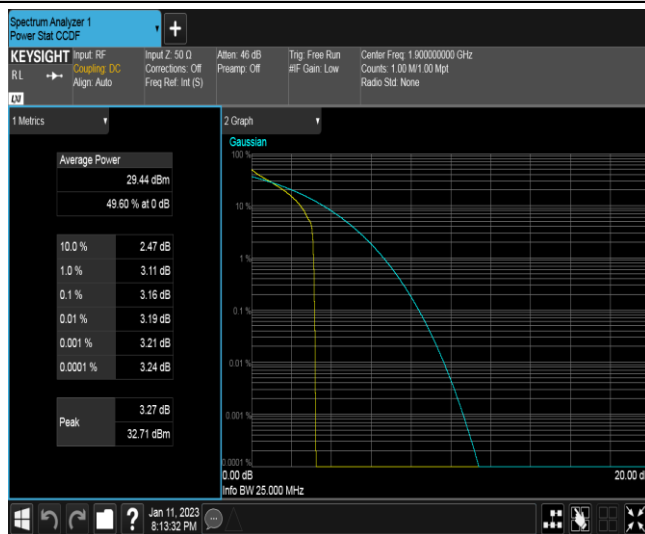 Spectrum Analyzer 1
Power Stat CCDF
+
KEYSIGHT Input: RF Input Z: 50 Ω Atten: 46 dB Trig: Free Run Center Freq: 1.900000000 GHz
RL Coupling: DC Corrections: Off Preamp: Off #IF Gain: Low Counts: 1.00 M/1.00 Mpt
Align: Auto Freq Ref: Int (S) Radio Std: None
LXI
1 Metrics
Average Power
29.44 dBm
49.60 % at 0 dB
10.0 % 2.47 dB
1.0 % 3.11 dB
0.1 % 3.16 dB
0.01 % 3.19 dB
0.001 % 3.21 dB
0.0001 % 3.24 dB
Peak
3.27 dB
32.71 dBm
2 Graph
Gaussian
100 %
10 %
1 %
0.1 %
0.01 %
0.001 %
0.0001 %
0.00 dB 20.00 d
Info BW 25.000 MHz
? Jan 11, 2023
8:13:32 PM